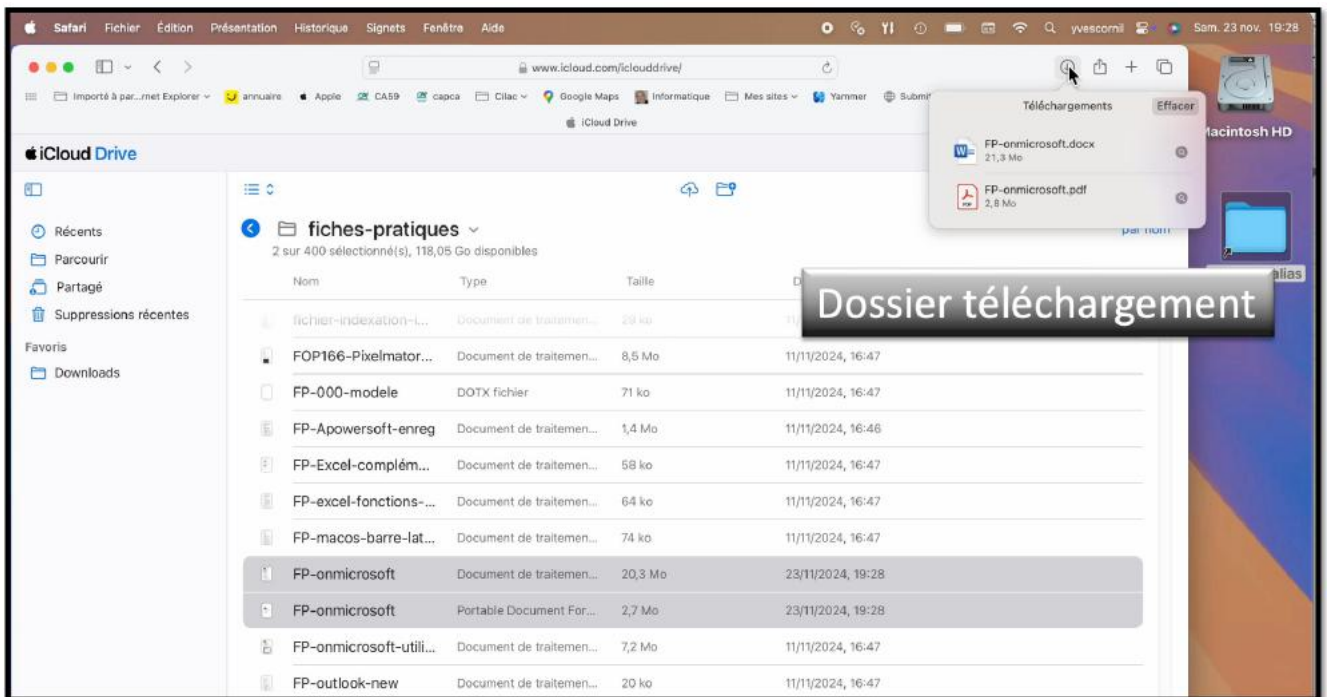 Safari Fichier Édition Présentation Historique Signets Fenêtre Aide yvescornil Sam. 23 nov. 19:28
www.icloud.com/iclouddrive/
Importé à par...rnet Explorer annuaire Apple CA59 capca Cilac Google Maps Informatique Mes sites Yammer Submi
iCloud Drive
Téléchargements Effacer
FP-onmicrosoft.docx
21,3 Mo
FP-onmicrosoft.pdf
2,8 Mo
Macintosh HD
alias
iCloud Drive
Récents
Parcourir
Partagé
Suppressions récentes
Favoris
Downloads
fiches-pratiques
par nom
2 sur 400 sélectionné(s), 118,05 Go disponibles
Nom Type Taille D
Dossier téléchargement
fichier-indexation-i... Document de traitemen... 29 ko 11/
FOP166-Pixelmator... Document de traitemen... 8,5 Mo 11/11/2024, 16:47
FP-000-modele DOTX fichier 71 ko 11/11/2024, 16:47
FP-Apowersoft-enreg Document de traitemen... 1,4 Mo 11/11/2024, 16:46
FP-Excel-complém... Document de traitemen... 58 ko 11/11/2024, 16:47
FP-excel-fonctions-... Document de traitemen... 64 ko 11/11/2024, 16:47
FP-macos-barre-lat... Document de traitemen... 74 ko 11/11/2024, 16:47
FP-onmicrosoft Document de traitemen... 20,3 Mo 23/11/2024, 19:28
FP-onmicrosoft Portable Document For... 2,7 Mo 23/11/2024, 19:28
FP-onmicrosoft-utili... Document de traitemen... 7,2 Mo 11/11/2024, 16:47
FP-outlook-new Document de traitemen... 20 ko 11/11/2024, 16:47